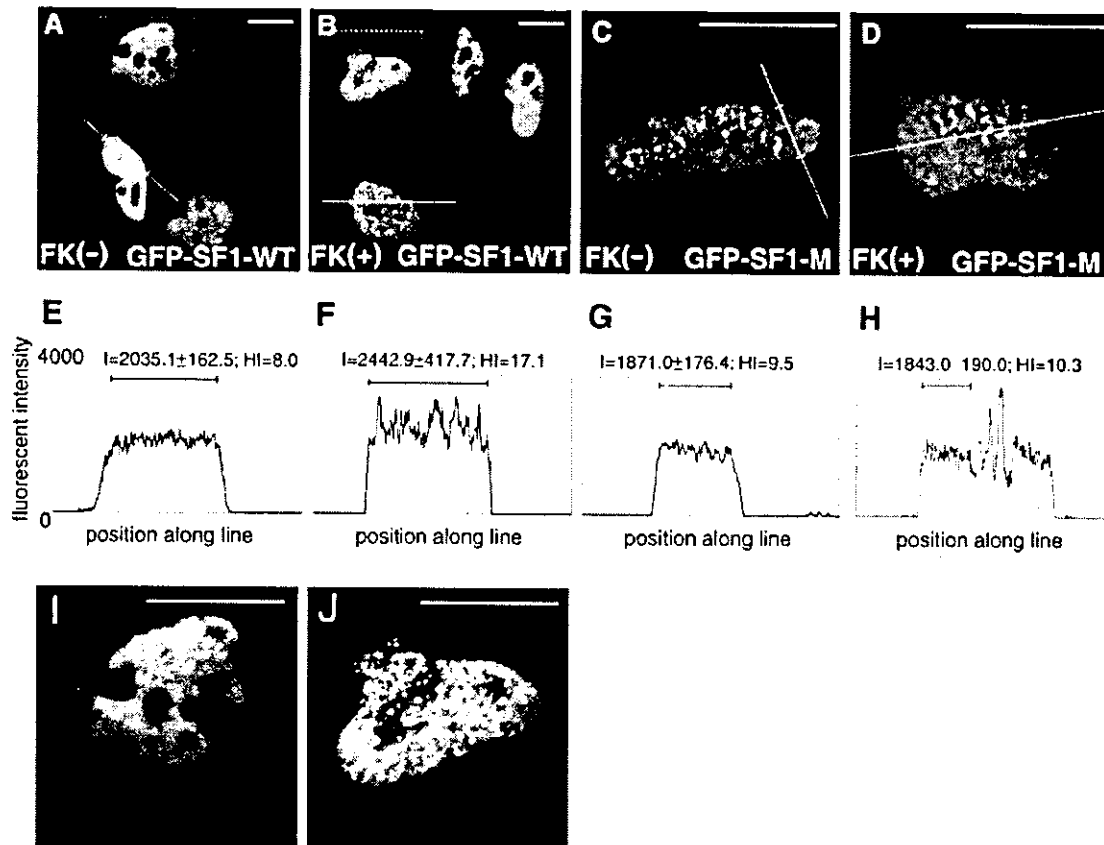 A
B
C
D
FK(-) GFP-SF1-WT
FK(+) GFP-SF1-WT
FK(-) GFP-SF1-M
FK(+) GFP-SF1-M
E
F
G
H
4000
I=2035.1±162.5; HI=8.0
I=2442.9±417.7; HI=17.1
I=1871.0±176.4; HI=9.5
I=1843.0 190.0; HI=10.3
fluorescent intensity
0
position along line
position along line
position along line
position along line
I
J